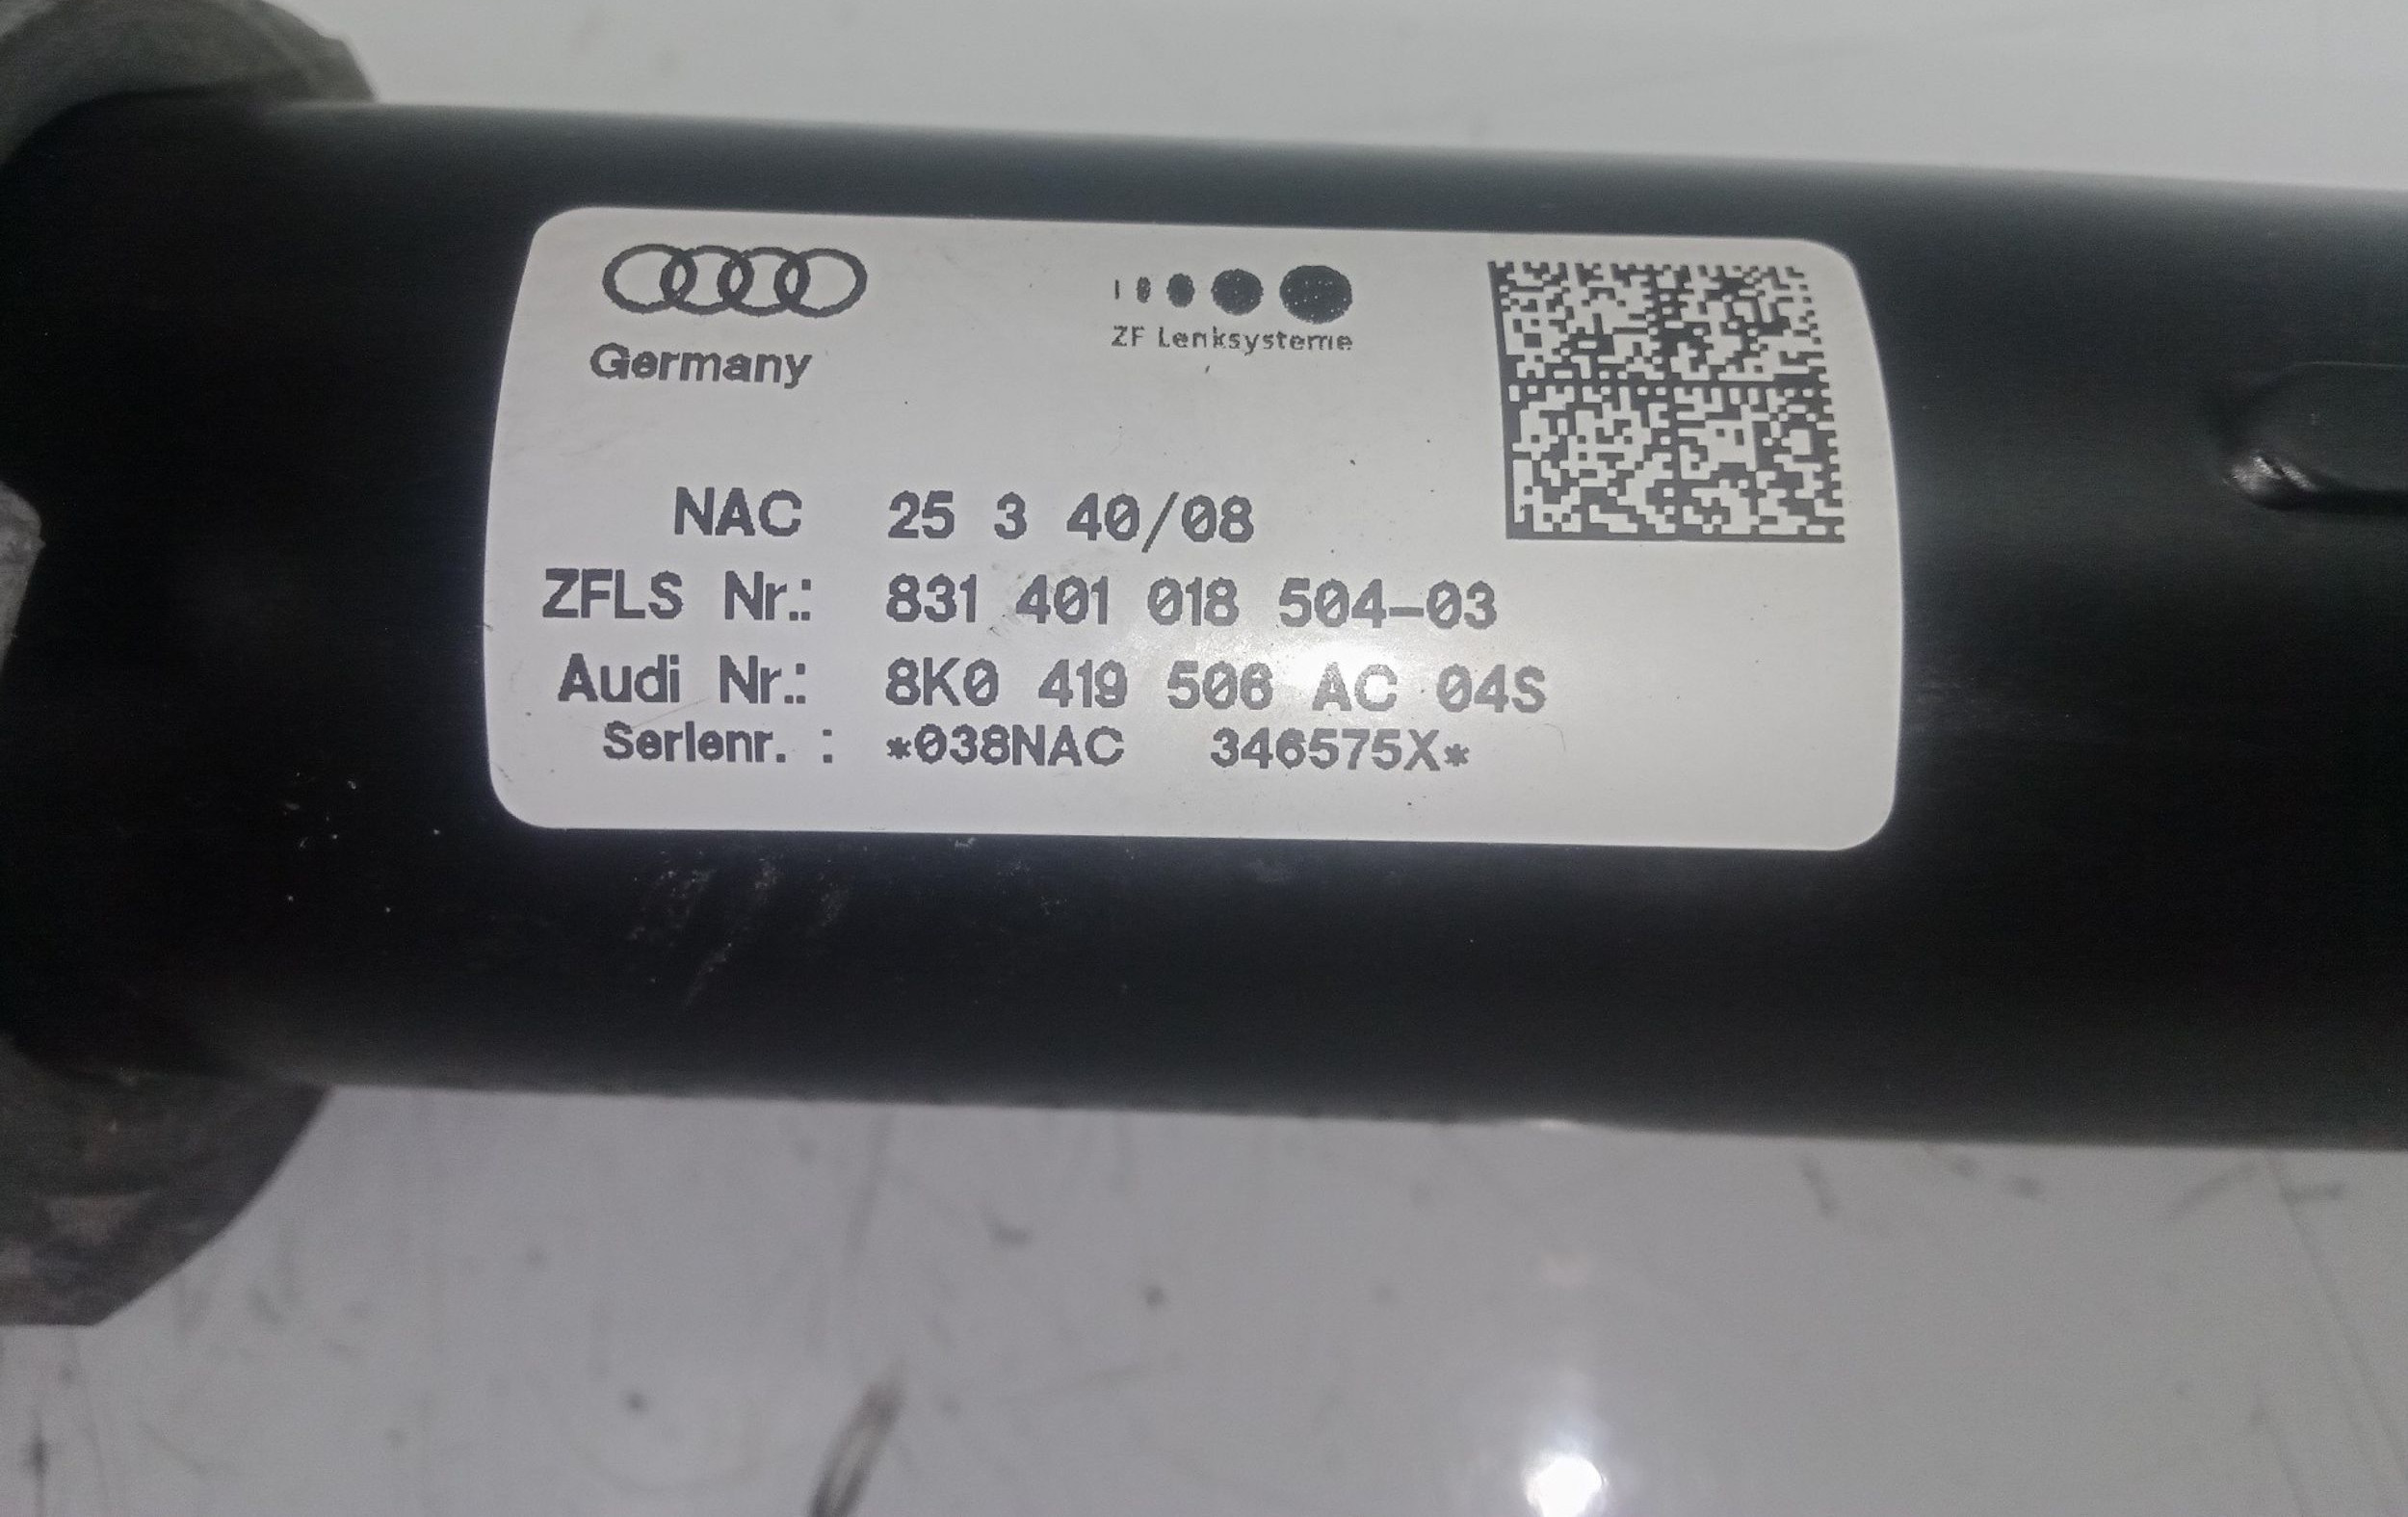 Germany
ZF Lenksysteme
NAC 25 3 40/08
ZFLS Nr.: 831 401 018 504-03
Audi Nr.: 8K0 419 506 AC 04S
Serienr. : *038NAC 346575X*